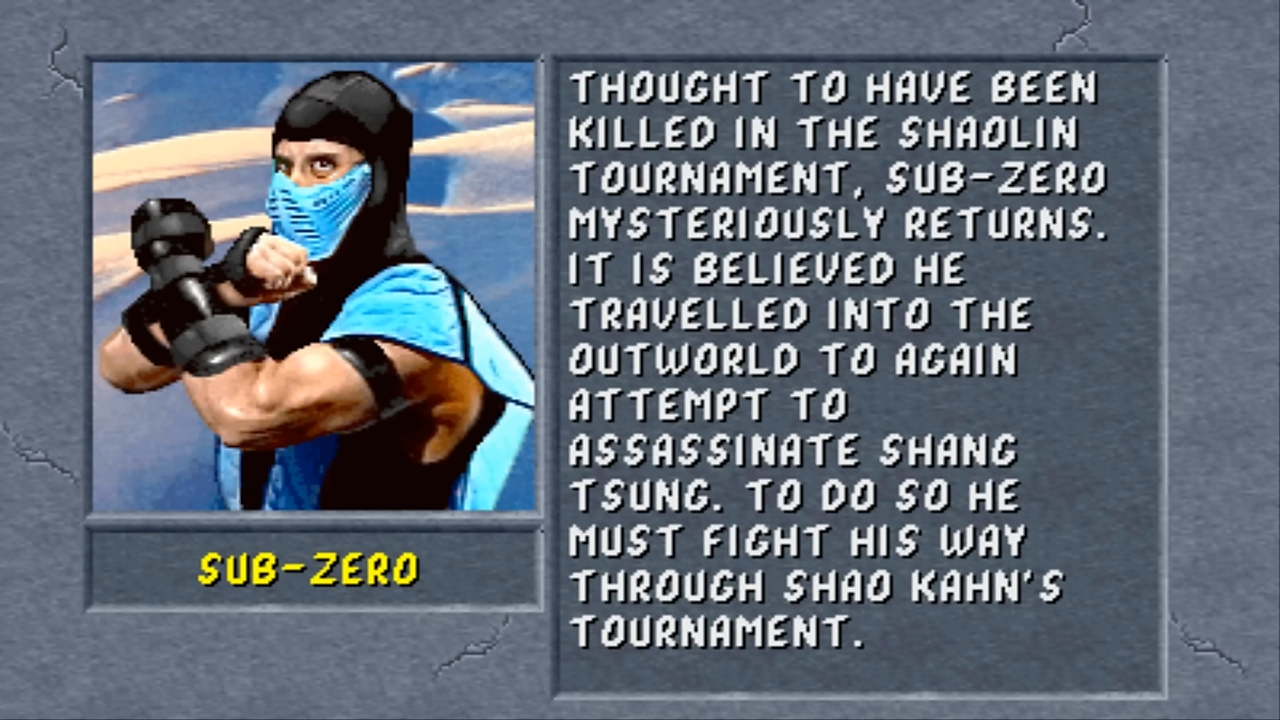 THOUGHT TO HAVE BEEN
KILLED IN THE SHAOLIN
TOURNAMENT, SUB-ZERO
MYSTERIOUSLY RETURNS.
IT IS BELIEVED HE
TRAVELLED INTO THE
OUTWORLD TO AGAIN
ATTEMPT TO
ASSASSINATE SHANG
TSUNG. TO DO SO HE
MUST FIGHT HIS WAY
THROUGH SHAO KAHN'S
TOURNAMENT.
SUB-ZERO